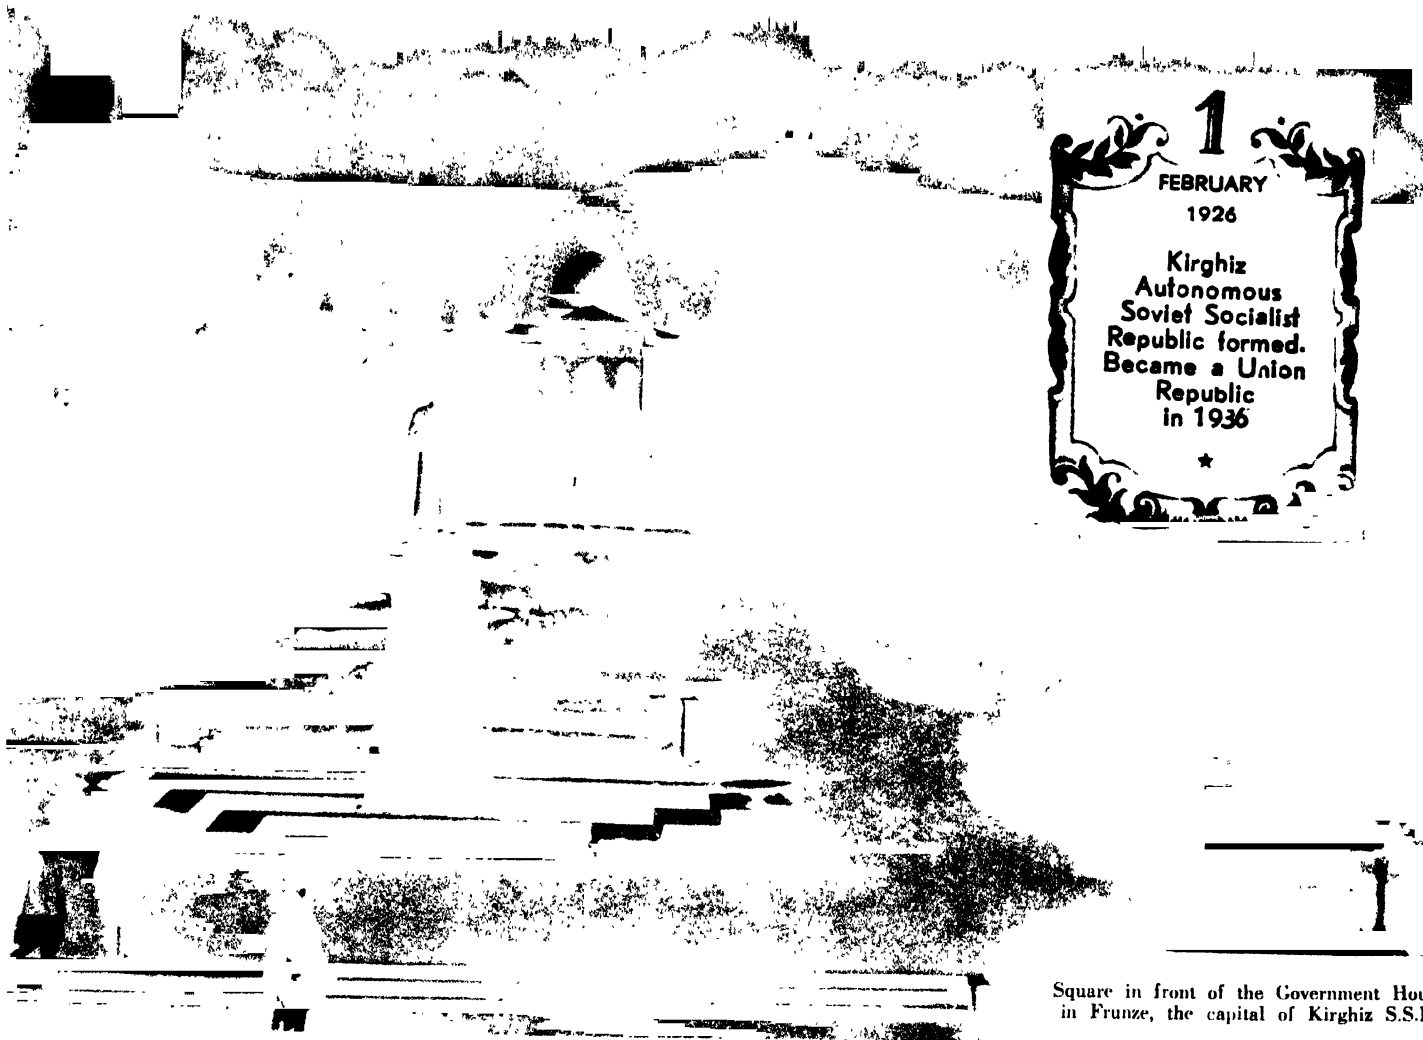 1
FEBRUARY
1926
Kirghiz
Autonomous
Soviet Socialist
Republic formed.
Became a Union
Republic
in 1936
Square in front of the Government Hou
in Frunze, the capital of Kirghiz S.S.